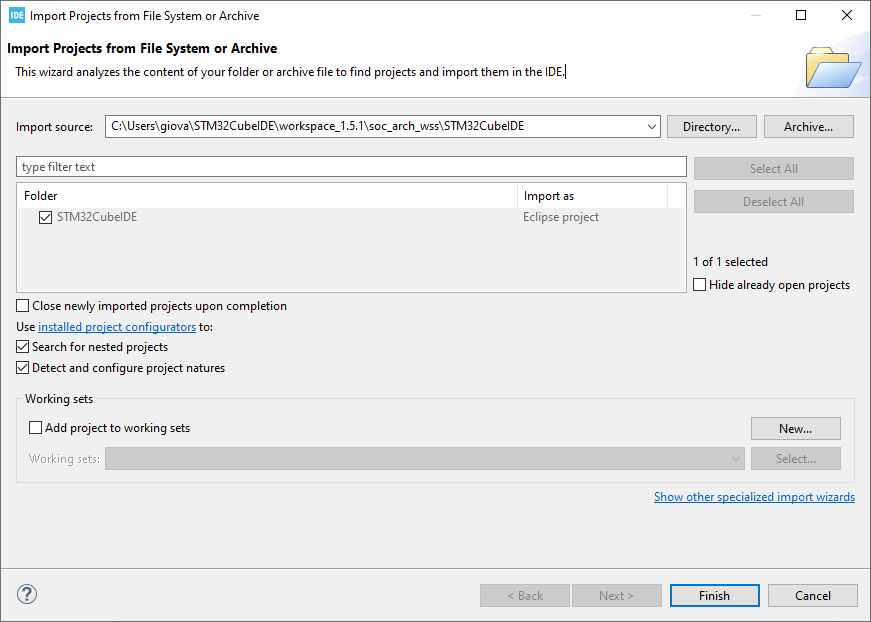 IDE Import Projects from File System or Archive
Import Projects from File System or Archive
This wizard analyzes the content of your folder or archive file to find projects and import them in the IDE.
Import source: C:\Users\giova\STM32CubeIDE\workspace_1.5.1\soc_arch_wss\STM32CubeIDE Directory... Archive...
type filter text Select All
Folder Import as
Deselect All
STM32CubeIDE Eclipse project
1 of 1 selected
Hide already open projects
Close newly imported projects upon completion
Use installed project configurators to:
Search for nested projects
Detect and configure project natures
Working sets
Add project to working sets New...
Working sets: Select...
Show other specialized import wizards
? < Back Next > Finish Cancel